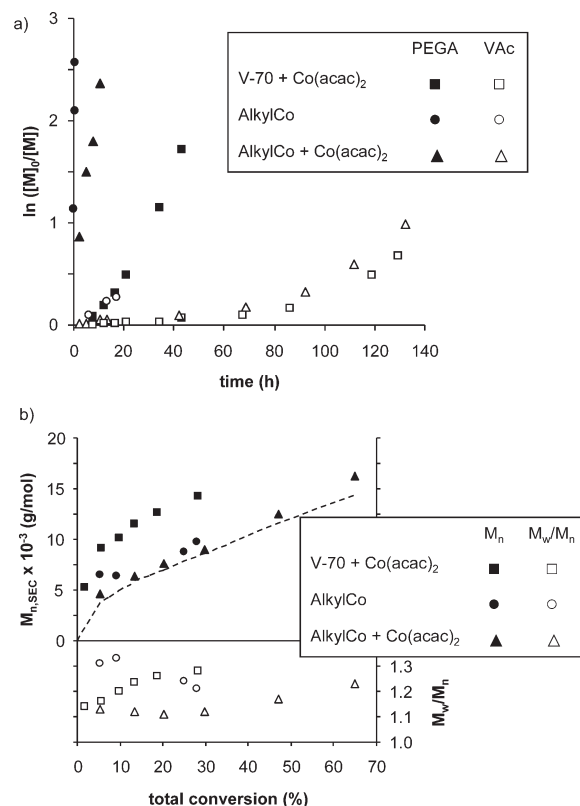 a)
PEGA VAc
V-70 + Co(acac)2
AlkylCo
AlkylCo + Co(acac)2
3
2
1
0
ln ([M]0/[M])
0 20 40 60 80 100 120 140
time (h)
b)
20
15
10
5
0
Mn,SEC x 10-3 (g/mol)
Mn Mw/Mn
V-70 + Co(acac)2
AlkylCo
AlkylCo + Co(acac)2
1.3
1.2
1.1
1.0
Mw/Mn
0 10 20 30 40 50 60 70
total conversion (%)